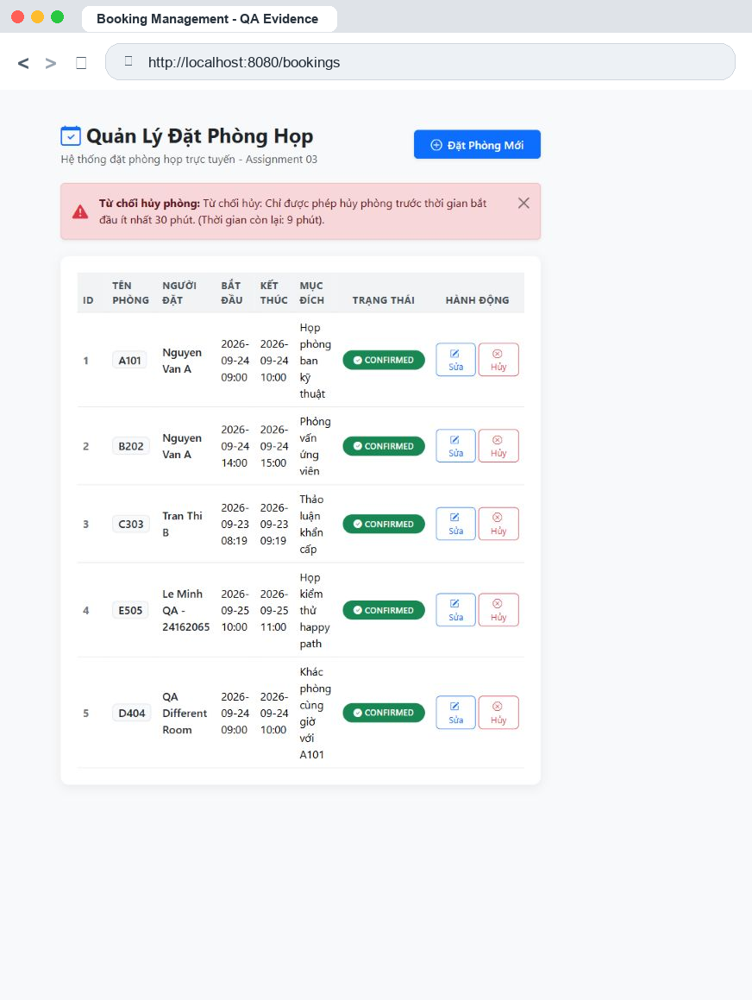 Booking Management - QA Evidence
< >
http://localhost:8080/bookings
Quản Lý Đặt Phòng Họp
Hệ thống đặt phòng họp trực tuyến - Assignment 03
Đặt Phòng Mới
Từ chối hủy phòng: Từ chối hủy: Chỉ được phép hủy phòng trước thời gian bắt
đầu ít nhất 30 phút. (Thời gian còn lại: 9 phút).
ID TÊN PHÒNG NGƯỜI ĐẶT BẮT ĐẦU KẾT THÚC MỤC ĐÍCH TRẠNG THÁI HÀNH ĐỘNG
1 A101 Nguyen Van A 2026-09-24 09:00 2026-09-24 10:00 Họp phòng ban kỹ thuật CONFIRMED Sửa Hủy
2 B202 Nguyen Van A 2026-09-24 14:00 2026-09-24 15:00 Phỏng vấn ứng viên CONFIRMED Sửa Hủy
3 C303 Tran Thi B 2026-09-23 08:19 2026-09-23 09:19 Thảo luận khẩn cấp CONFIRMED Sửa Hủy
4 E505 Le Minh QA - 24162065 2026-09-25 10:00 2026-09-25 11:00 Họp kiểm thử happy path CONFIRMED Sửa Hủy
5 D404 QA Different Room 2026-09-24 09:00 2026-09-24 10:00 Khác phòng cùng giờ với A101 CONFIRMED Sửa Hủy